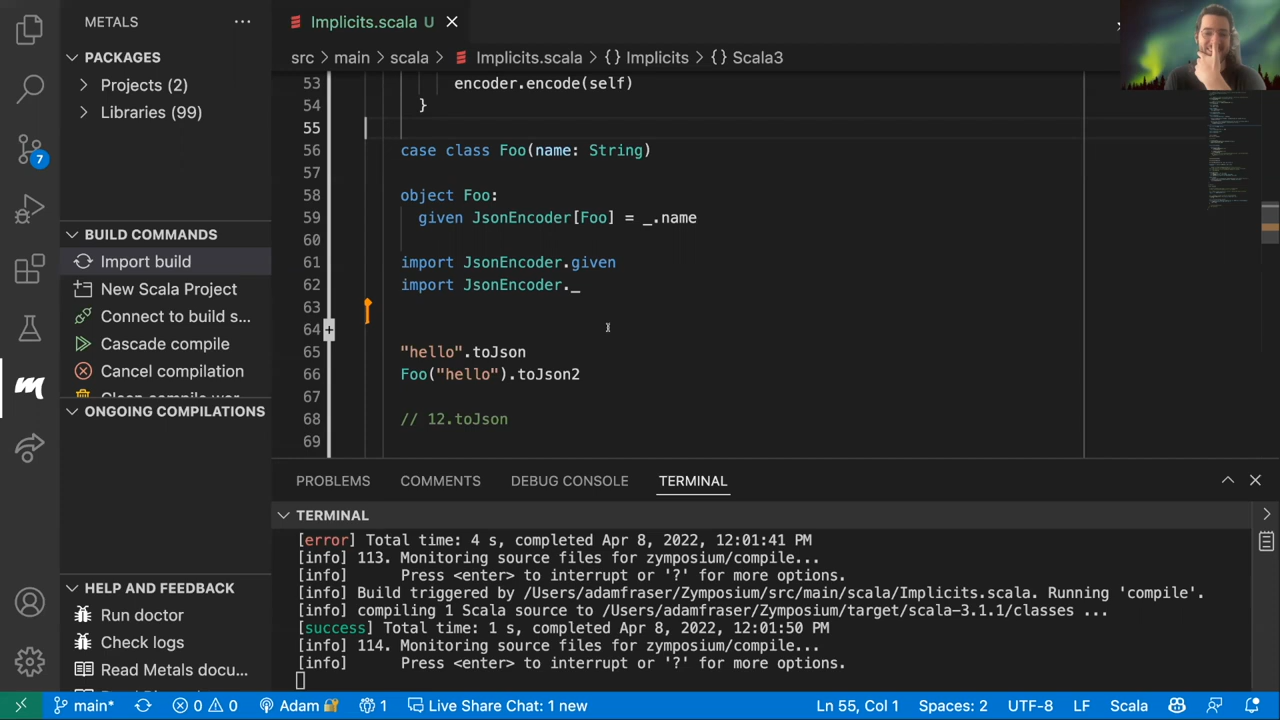 METALS
PACKAGES
Projects (2)
Libraries (99)
7
BUILD COMMANDS
Import build
New Scala Project
Connect to build s...
Cascade compile
Cancel compilation
ONGOING COMPILATIONS
HELP AND FEEDBACK
Run doctor
Check logs
Read Metals docu...
Implicits.scala U
src > main > scala > Implicits.scala > {} Implicits > {} Scala3
53 encoder.encode(self)
54 }
55
56 case class Foo(name: String)
57
58 object Foo:
59 given JsonEncoder[Foo] = _.name
60
61 import JsonEncoder.given
62 import JsonEncoder._
63
64
65 "hello".toJson
66 Foo("hello").toJson2
67
68 // 12.toJson
69
PROBLEMS COMMENTS DEBUG CONSOLE TERMINAL
TERMINAL
[error] Total time: 4 s, completed Apr 8, 2022, 12:01:41 PM
[info] 113. Monitoring source files for zymposium/compile...
[info] Press <enter> to interrupt or '?' for more options.
[info] Build triggered by /Users/adamfraser/Zymposium/src/main/scala/Implicits.scala. Running 'compile'.
[info] compiling 1 Scala source to /Users/adamfraser/Zymposium/target/scala-3.1.1/classes ...
[success] Total time: 1 s, completed Apr 8, 2022, 12:01:50 PM
[info] 114. Monitoring source files for zymposium/compile...
[info] Press <enter> to interrupt or '?' for more options.
main* 0 0 Adam 1 Live Share Chat: 1 new Ln 55, Col 1 Spaces: 2 UTF-8 LF Scala